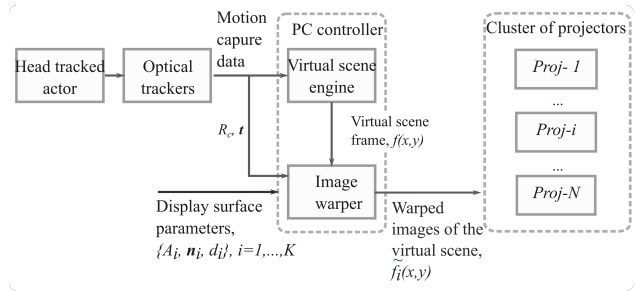 Head tracked
actor
Optical
trackers
Motion
capure
data
R_c, t
PC controller
Virtual scene
engine
Virtual scene
frame, f(x,y)
Image
warper
Display surface
parameters,
{A_i, n_i, d_i}, i=1,...,K
Warped
images of the
virtual scene,
f̃_i(x,y)
Cluster of projectors
Proj- 1
...
Proj-i
...
Proj-N